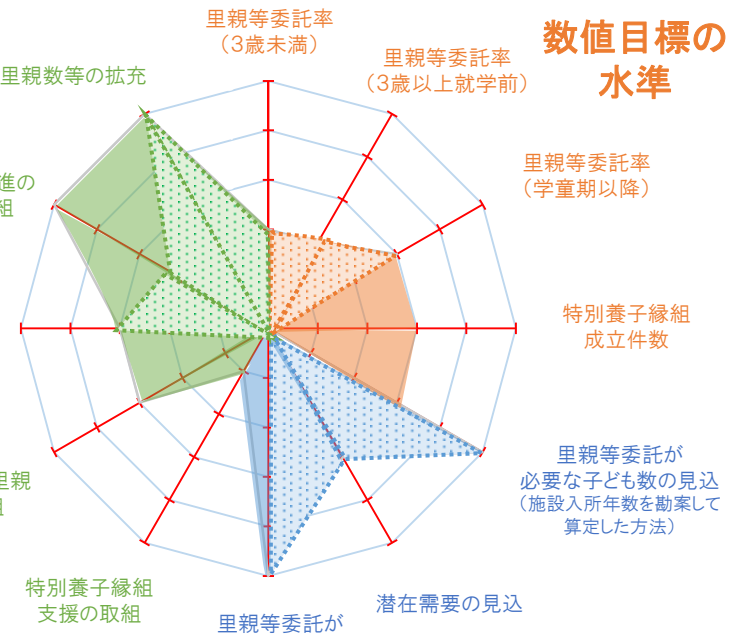 里親等委託率
（3歳未満）
数値目標の
水準
里親等委託率
（3歳以上就学前）
里親数等の拡充
里親等委託率
（学童期以降）
進の
組
特別養子縁組
成立件数
里親等委託が
必要な子ども数の見込
（施設入所年数を勘案して
算定した方法）
里親
組
特別養子縁組
支援の取組
潜在需要の見込
里親等委託が